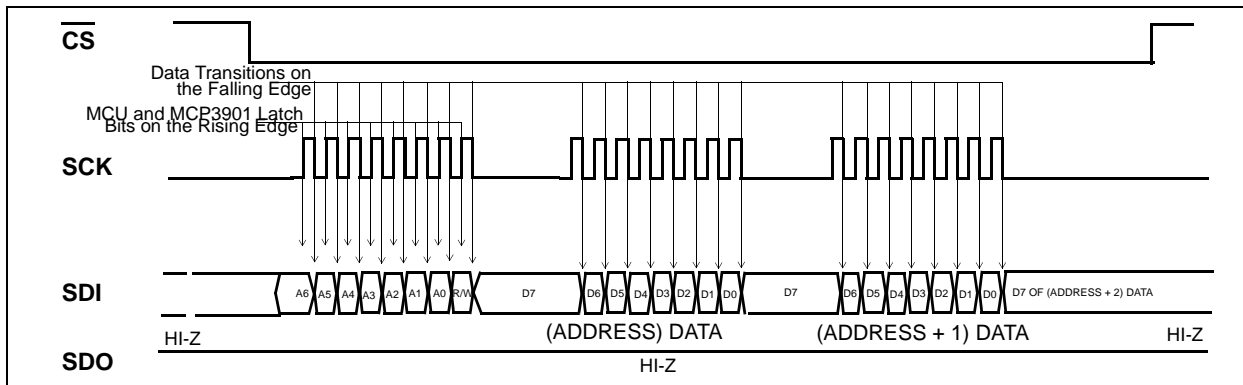 CS
Data Transitions on
the Falling Edge
MCU and MCP3901 Latch
Bits on the Rising Edge
SCK
SDI
A6 A5 A4 A3 A2 A1 A0 R/W D7 D6 D5 D4 D3 D2 D1 D0 D7 D6 D5 D4 D3 D2 D1 D0 D7 OF (ADDRESS + 2) DATA
HI-Z (ADDRESS) DATA (ADDRESS + 1) DATA HI-Z
SDO
HI-Z